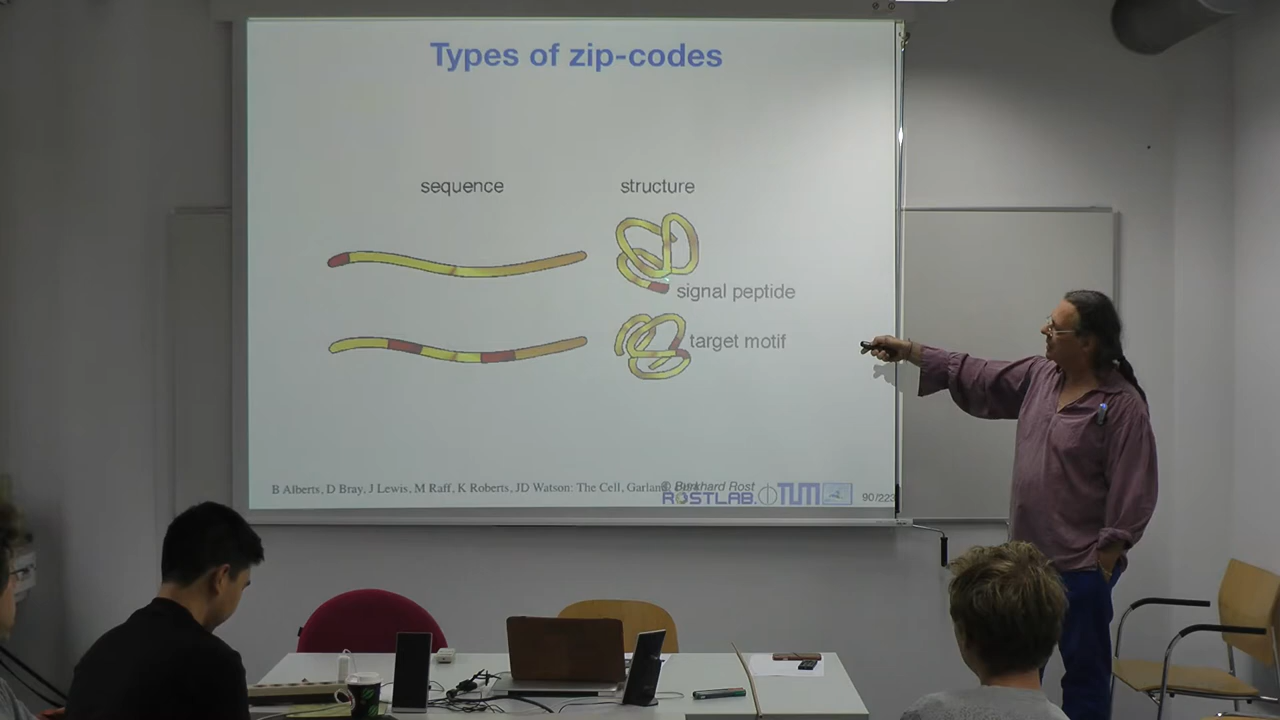 Types of zip-codes
sequence
structure
signal peptide
target motif
B Alberts, D Bray, J Lewis, M Raff, K Roberts, JD Watson: The Cell, Garland
© Burkhard Rost
ROSTLAB. TUM
90/223